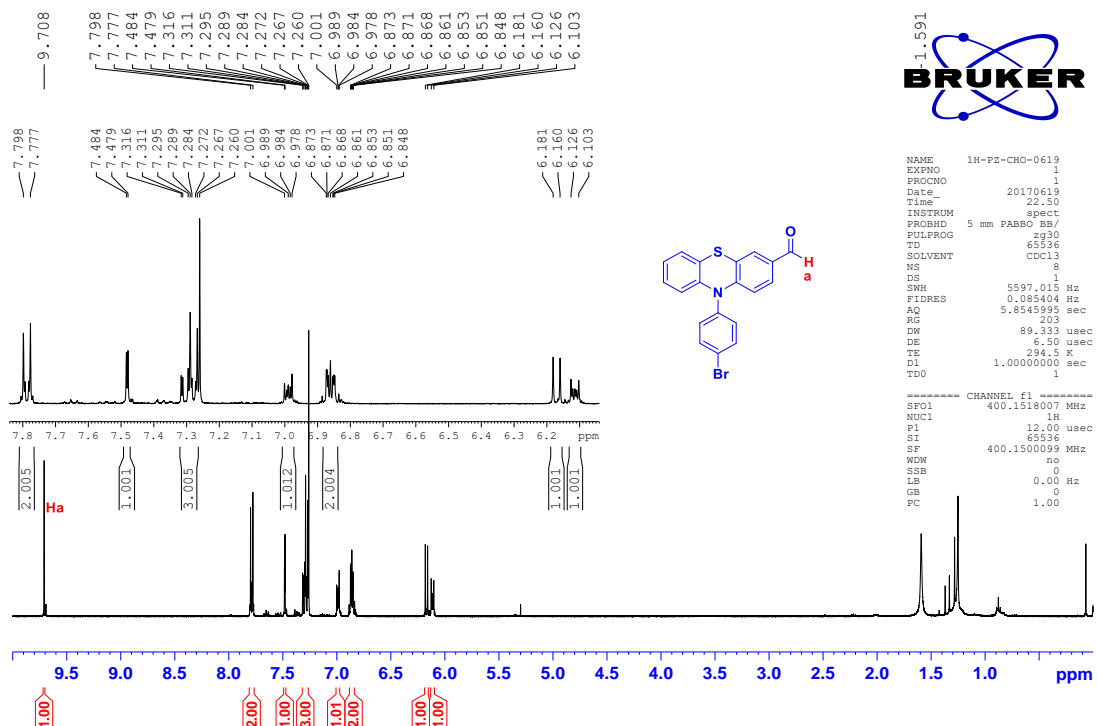 9.708
7.798
7.777
7.484
7.479
7.316
7.311
7.295
7.289
7.284
7.272
7.267
7.260
7.001
6.989
6.984
6.978
6.873
6.871
6.868
6.861
6.853
6.851
6.848
6.181
6.160
6.126
6.103
1.591
BRUKER
7.798
7.777
7.484
7.479
7.316
7.311
7.295
7.289
7.284
7.272
7.267
7.260
7.001
6.989
6.984
6.978
6.873
6.871
6.868
6.861
6.853
6.851
6.848
6.181
6.160
6.126
6.103
NAME 1H-PZ-CHO-0619
EXPNO 1
PROCNO 1
Date_ 20170619
Time 22.50
INSTRUM spect
PROBHD 5 mm PABBO BB/
PULPROG zg30
TD 65536
SOLVENT CDCl3
NS 8
DS 1
SWH 5597.015 Hz
FIDRES 0.085404 Hz
AQ 5.8545995 sec
RG 203
DW 89.333 usec
DE 6.50 usec
TE 294.5 K
D1 1.00000000 sec
TD0 1
======== CHANNEL f1 ========
SFO1 400.1518007 MHz
NUC1 1H
P1 12.00 usec
SI 65536
SF 400.1500099 MHz
WDW no
SSB 0
LB 0.00 Hz
GB 0
PC 1.00
O
S
H
a
N
Br
7.8 7.7 7.6 7.5 7.4 7.3 7.2 7.1 7.0 6.9 6.8 6.7 6.6 6.5 6.4 6.3 6.2 ppm
2.005
1.001
3.005
1.012
2.004
1.001
1.001
Ha
9.5 9.0 8.5 8.0 7.5 7.0 6.5 6.0 5.5 5.0 4.5 4.0 3.5 3.0 2.5 2.0 1.5 1.0 ppm
1.00
2.00
1.00
3.00
1.01
2.00
1.00
1.00